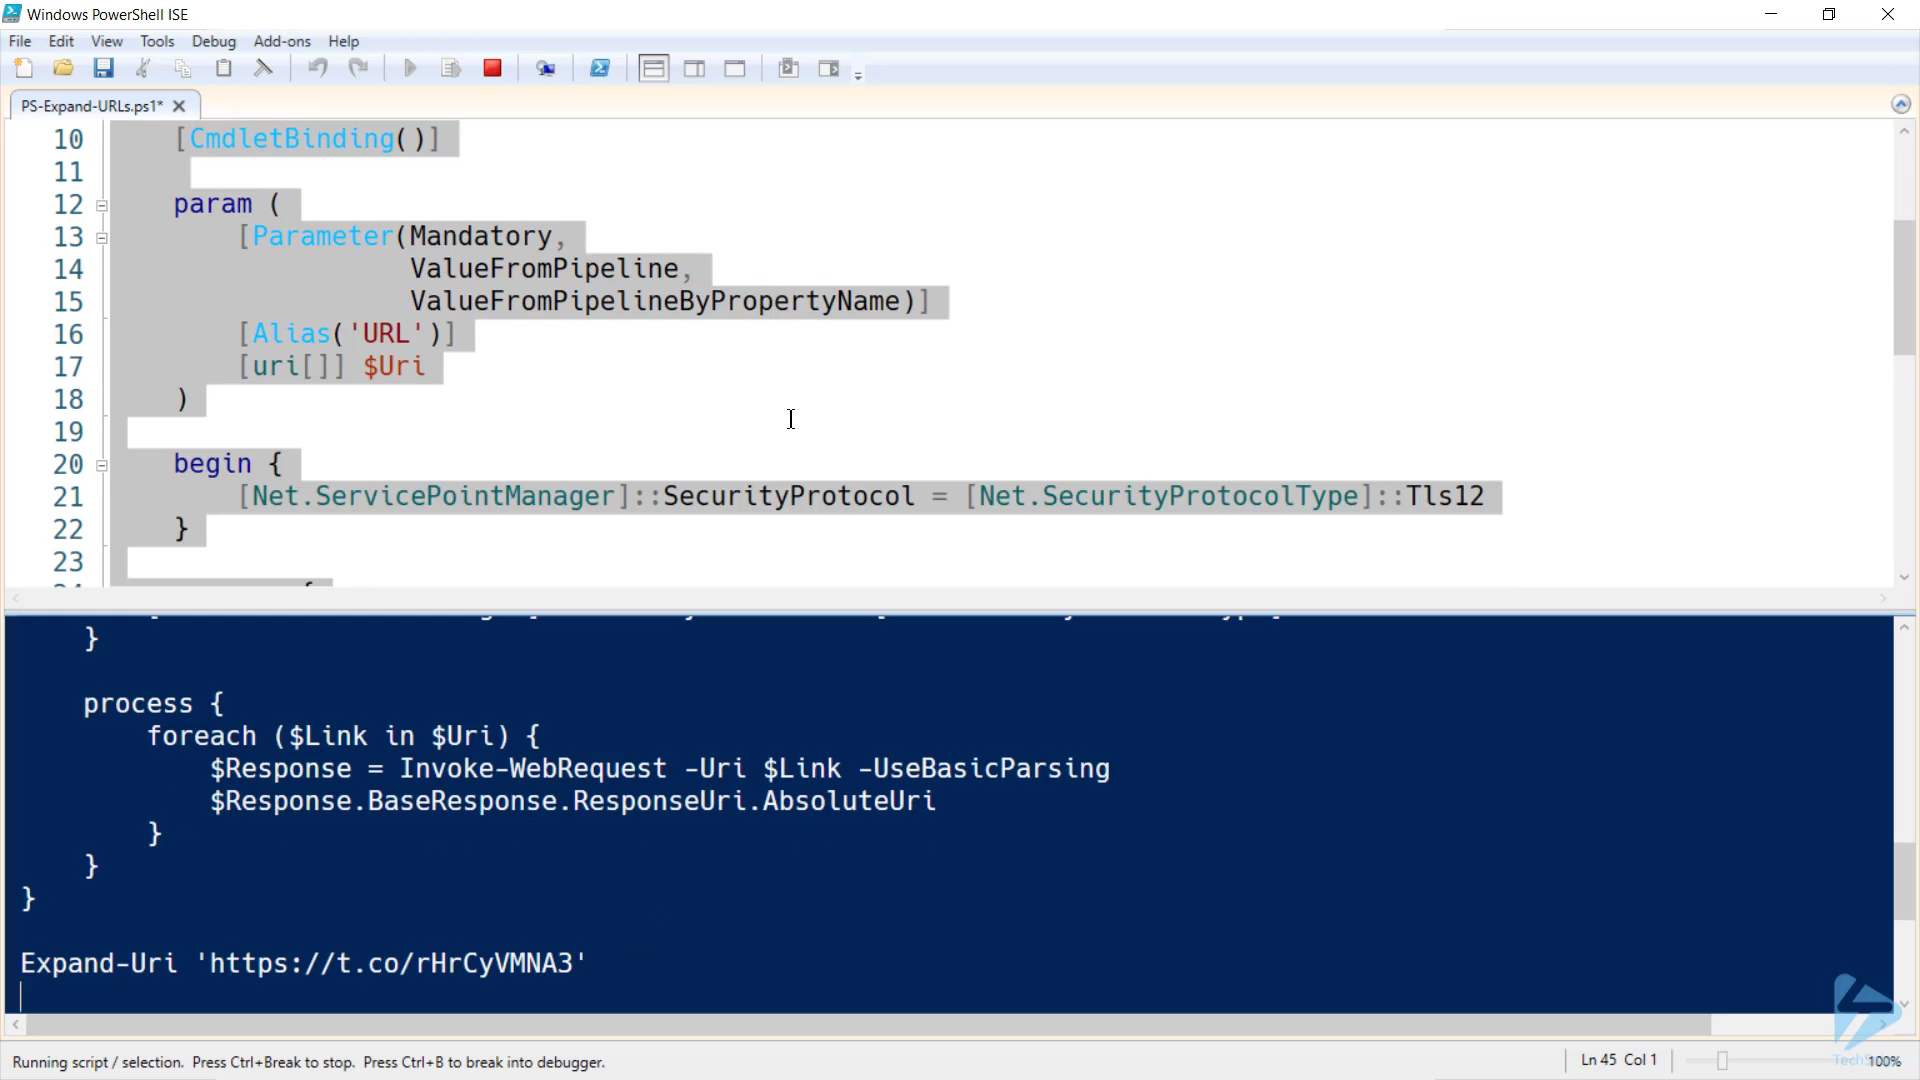 Windows PowerShell ISE
File Edit View Tools Debug Add-ons Help
PS-Expand-URLs.ps1*
10 [CmdletBinding()]
11
12 param (
13 [Parameter(Mandatory,
14 ValueFromPipeline,
15 ValueFromPipelineByPropertyName)]
16 [Alias('URL')]
17 [uri[]] $Uri
18 )
19
20 begin {
21 [Net.ServicePointManager]::SecurityProtocol = [Net.SecurityProtocolType]::Tls12
22 }
23
}
process {
foreach ($Link in $Uri) {
$Response = Invoke-WebRequest -Uri $Link -UseBasicParsing
$Response.BaseResponse.ResponseUri.AbsoluteUri
}
}
}
Expand-Uri 'https://t.co/rHrCyVMNA3'
Running script / selection. Press Ctrl+Break to stop. Press Ctrl+B to break into debugger.
Ln 45 Col 1
100%